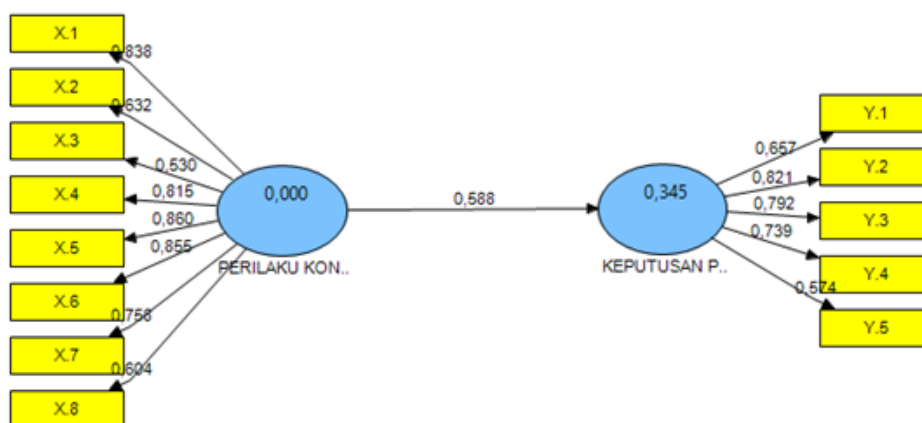 X.1
0,838
X.2
0,632
X.3
0,530
X.4
0,815
X.5
0,860
0,855
X.6
0,758
X.7
0,604
X.8
0,000
PERILAKU KON..
0,588
0,345
KEPUTUSAN P..
Y.1
0,657
Y.2
0,821
Y.3
0,792
0,739
Y.4
0,574
Y.5